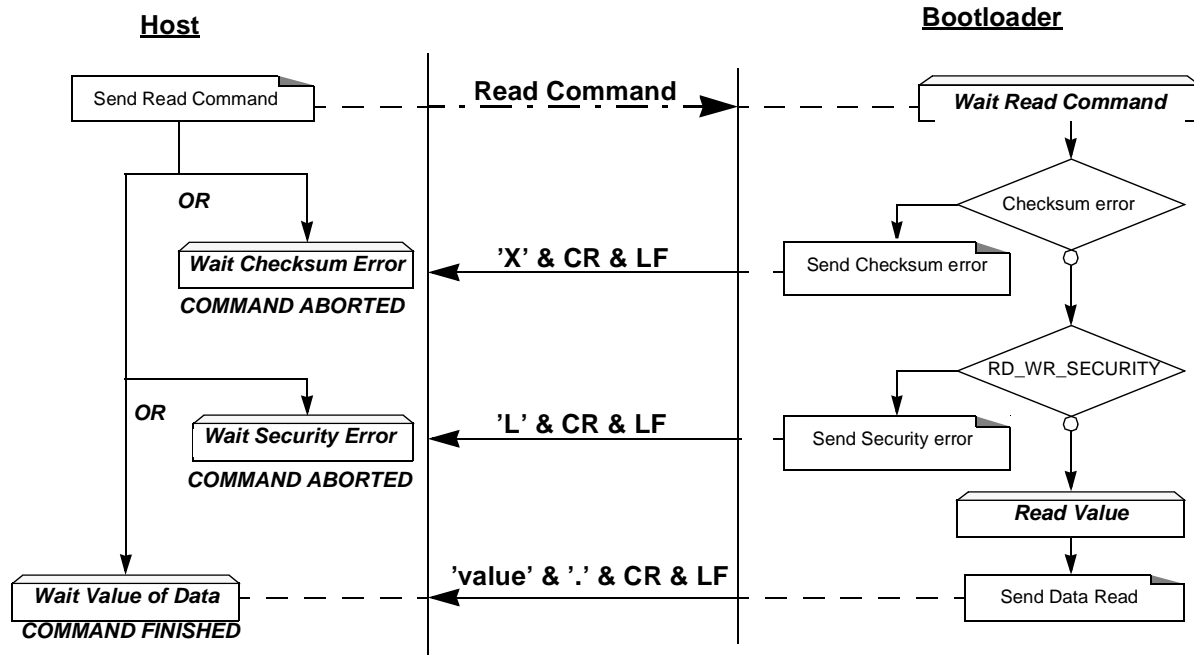 Host
Bootloader
Send Read Command
Read Command
Wait Read Command
OR
Checksum error
Wait Checksum Error
’X’ & CR & LF
Send Checksum error
COMMAND ABORTED
RD_WR_SECURITY
OR
Wait Security Error
’L’ & CR & LF
Send Security error
COMMAND ABORTED
Read Value
'value' & '.' & CR & LF
Wait Value of Data
Send Data Read
COMMAND FINISHED